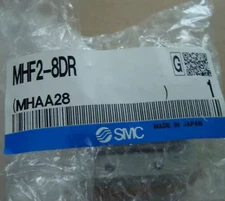 MHF2-8DR
G
(MHAA28 )
1
SMC
MADE IN JAPAN